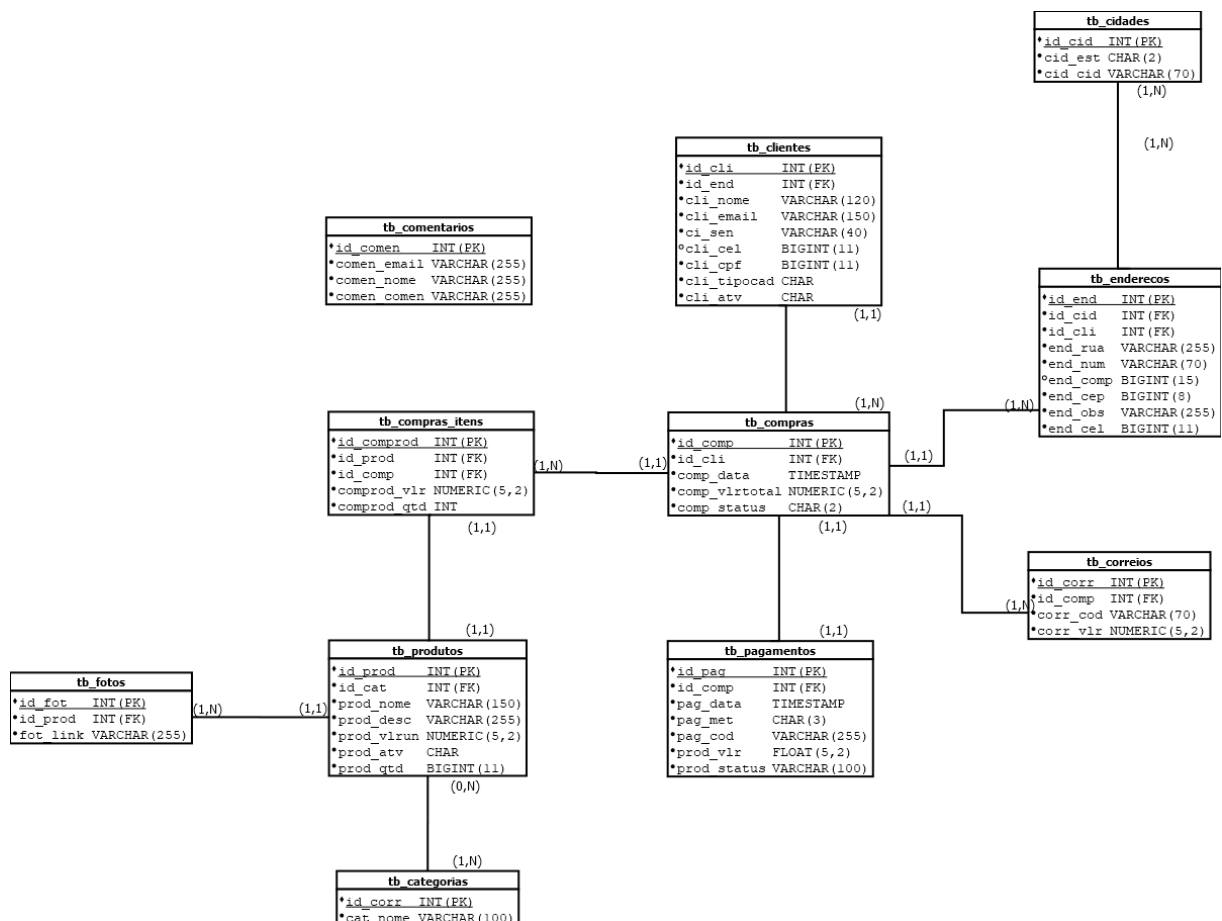 tb_cidades
id_cid INT(PK)
cid_est CHAR(2)
cid_cid VARCHAR(70)
(1,N)
(1,N)
tb_clientes
id_cli INT(PK)
id_end INT(FK)
cli_nome VARCHAR(120)
cli_email VARCHAR(150)
ci_sen VARCHAR(40)
cli_cel BIGINT(11)
cli_cpf BIGINT(11)
cli_tipocad CHAR
cli_atv CHAR
(1,1)
tb_comentarios
id_comen INT(PK)
comen_email VARCHAR(255)
comen_nome VARCHAR(255)
comen_comen VARCHAR(255)
tb_enderecos
id_end INT(PK)
id_cid INT(FK)
id_cli INT(FK)
end_rua VARCHAR(255)
end_num VARCHAR(70)
end_comp BIGINT(15)
end_cep BIGINT(8)
end_obs VARCHAR(255)
end_cel BIGINT(11)
(1,N)
(1,N)
tb_compras_itens
id_comprod INT(PK)
id_prod INT(FK)
id_comp INT(FK)
comprod_vlr NUMERIC(5,2)
comprod_qtd INT
(1,N)
(1,1)
(1,1)
tb_compras
id_comp INT(PK)
id_cli INT(FK)
comp_data TIMESTAMP
comp_vlrtotal NUMERIC(5,2)
comp_status CHAR(2)
(1,1)
(1,1)
(1,1)
tb_correios
id_corr INT(PK)
id_comp INT(FK)
corr_cod VARCHAR(70)
corr_vlr NUMERIC(5,2)
(1,N)
(1,1)
tb_produtos
id_prod INT(PK)
id_cat INT(FK)
prod_nome VARCHAR(150)
prod_desc VARCHAR(255)
prod_vlrun NUMERIC(5,2)
prod_atv CHAR
prod_qtd BIGINT(11)
(0,N)
(1,1)
tb_pagamentos
id_pag INT(PK)
id_comp INT(FK)
pag_data TIMESTAMP
pag_met CHAR(3)
pag_cod VARCHAR(255)
prod_vlr FLOAT(5,2)
prod_status VARCHAR(100)
tb_fotos
id_fot INT(PK)
id_prod INT(FK)
fot_link VARCHAR(255)
(1,N)
(1,1)
(1,N)
tb_categorias
id_corr INT(PK)
cat_nome VARCHAR(100)